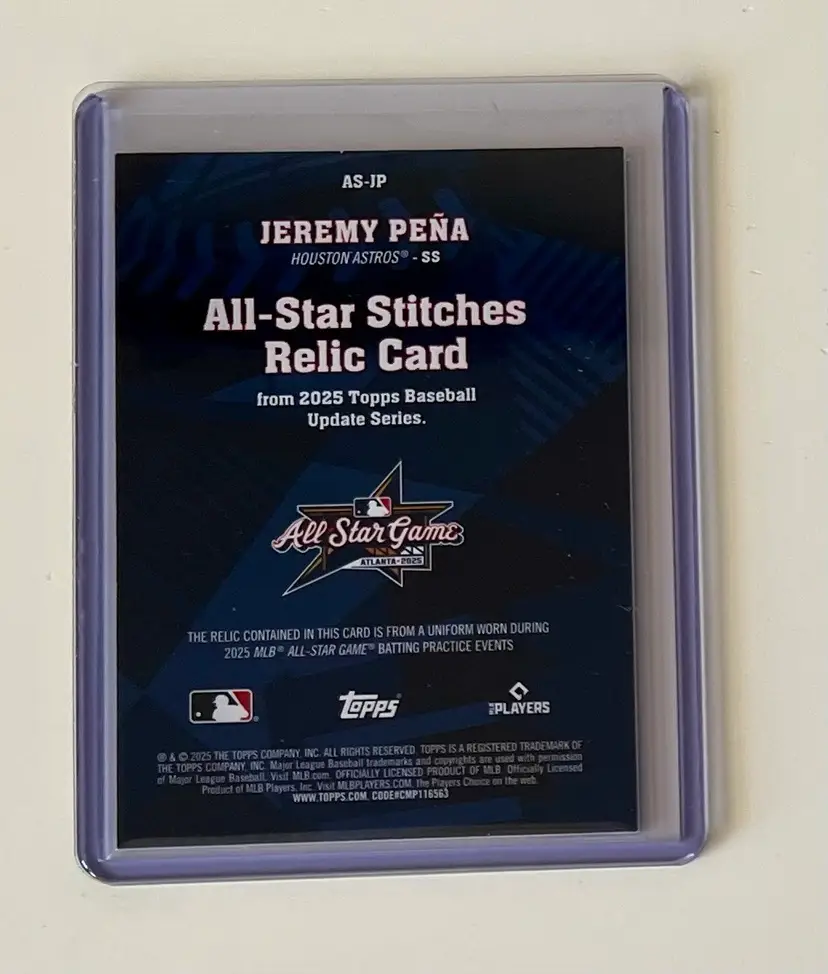 AS-JP
JEREMY PEÑA
HOUSTON ASTROS® - SS
All-Star Stitches
Relic Card
from 2025 Topps Baseball
Update Series.
All Star Game
ATLANTA-2025
THE RELIC CONTAINED IN THIS CARD IS FROM A UNIFORM WORN DURING
2025 MLB® ALL-STAR GAME® BATTING PRACTICE EVENTS
topps®
MLB PLAYERS
® & © 2025 THE TOPPS COMPANY, INC. ALL RIGHTS RESERVED. TOPPS IS A REGISTERED TRADEMARK OF
THE TOPPS COMPANY, INC. Major League Baseball trademarks and copyrights are used with permission
of Major League Baseball. Visit MLB.com. OFFICIALLY LICENSED PRODUCT OF MLB. Officially Licensed
Product of MLB Players, Inc. Visit MLBPLAYERS.COM, the Players Choice on the web.
WWW.TOPPS.COM. CODE#CMP116563